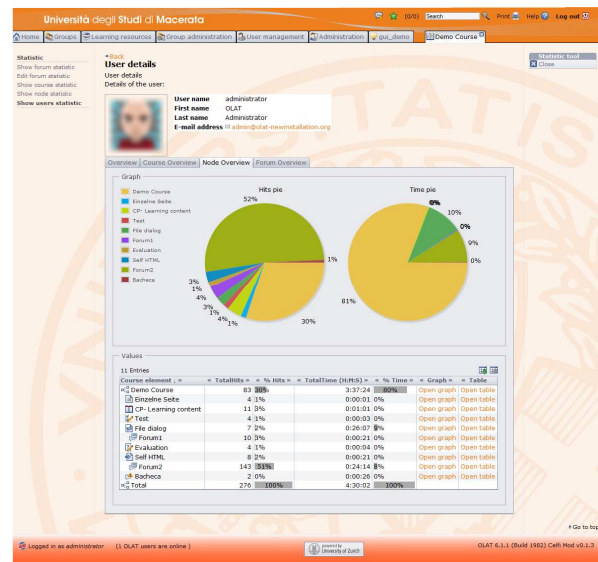 Università degli Studi di Macerata
(0/0) Search Print Help Log out
Home Groups Learning resources Group administration User management Administration gui_demo Demo Course
Statistic
Show forum statistic
Edit forum statistic
Show course statistic
Show node statistic
Show users statistic
Back
User details
User details
Details of the user:
User name administrator
First name OLAT
Last name Administrator
E-mail address admin@olat-newinstallation.org
Statistic tool
Close
Overview Course Overview Node Overview Forum Overview
Graph
Demo Course
Einzelne Seite
CP- Learning content
Test
File dialog
Forum1
Evaluation
Self HTML
Forum2
Bacheca
Hits pie
52%
1%
30%
1%
4%
1%
3%
4%
1%
3%
Time pie
0%
10%
0%
9%
0%
81%
Values
11 Entries
Course element « TotalHits » « % Hits » « TotalTime (H:M:S) » « % Time » « Graph » « Table
Demo Course 83 30% 3:37:24 80% Open graph Open table
Einzelne Seite 4 1% 0:00:01 0% Open graph Open table
CP- Learning content 11 3% 0:01:01 0% Open graph Open table
Test 4 1% 0:00:03 0% Open graph Open table
File dialog 7 2% 0:26:07 9% Open graph Open table
Forum1 10 3% 0:00:21 0% Open graph Open table
Evaluation 4 1% 0:00:04 0% Open graph Open table
Self HTML 8 2% 0:00:21 0% Open graph Open table
Forum2 143 51% 0:24:14 8% Open graph Open table
Bacheca 2 0% 0:00:26 0% Open graph Open table
Total 276 100% 4:30:02 100%
Go to top
Logged in as administrator (1 OLAT users are online )
powered by
University of Zurich
OLAT 6.1.1 (Build 1982) Celfi Mod v0.1.3